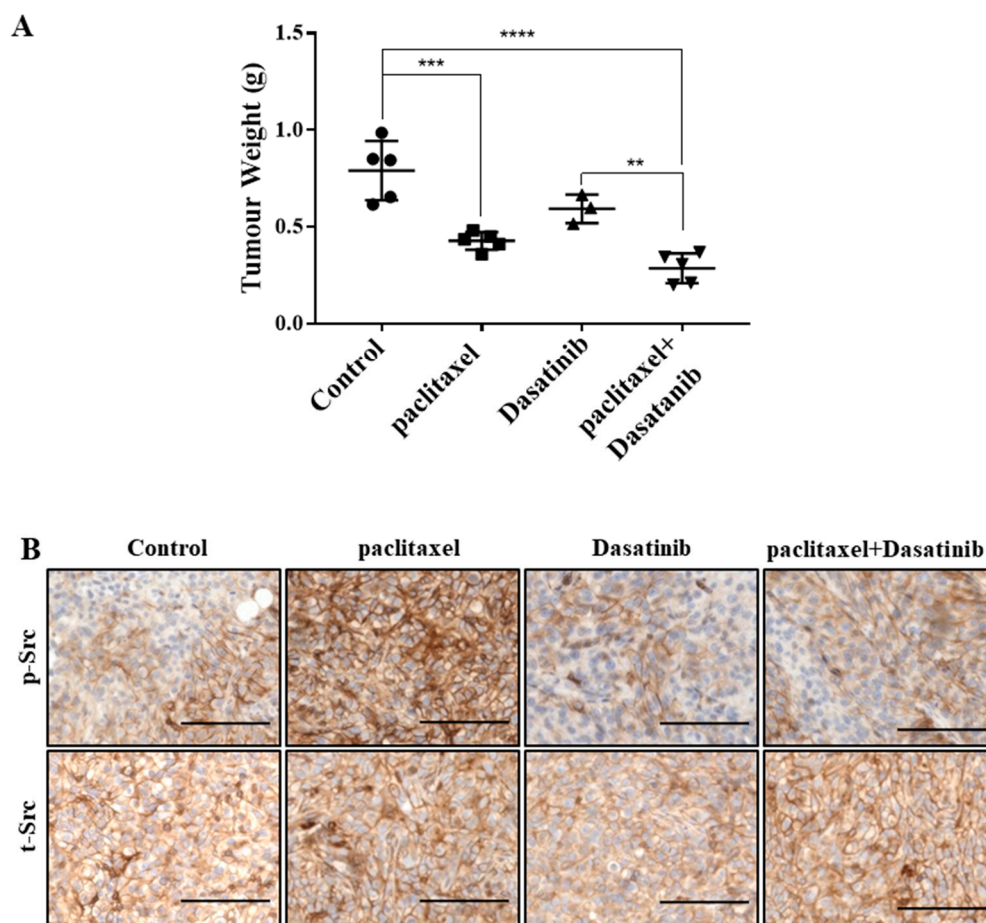 A
Tumour Weight (g)
1.5
1.0
0.5
0.0
****
***
**
Control
paclitaxel
Dasatinib
paclitaxel+
Dasatanib
B
Control
paclitaxel
Dasatinib
paclitaxel+Dasatinib
p-Src
t-Src